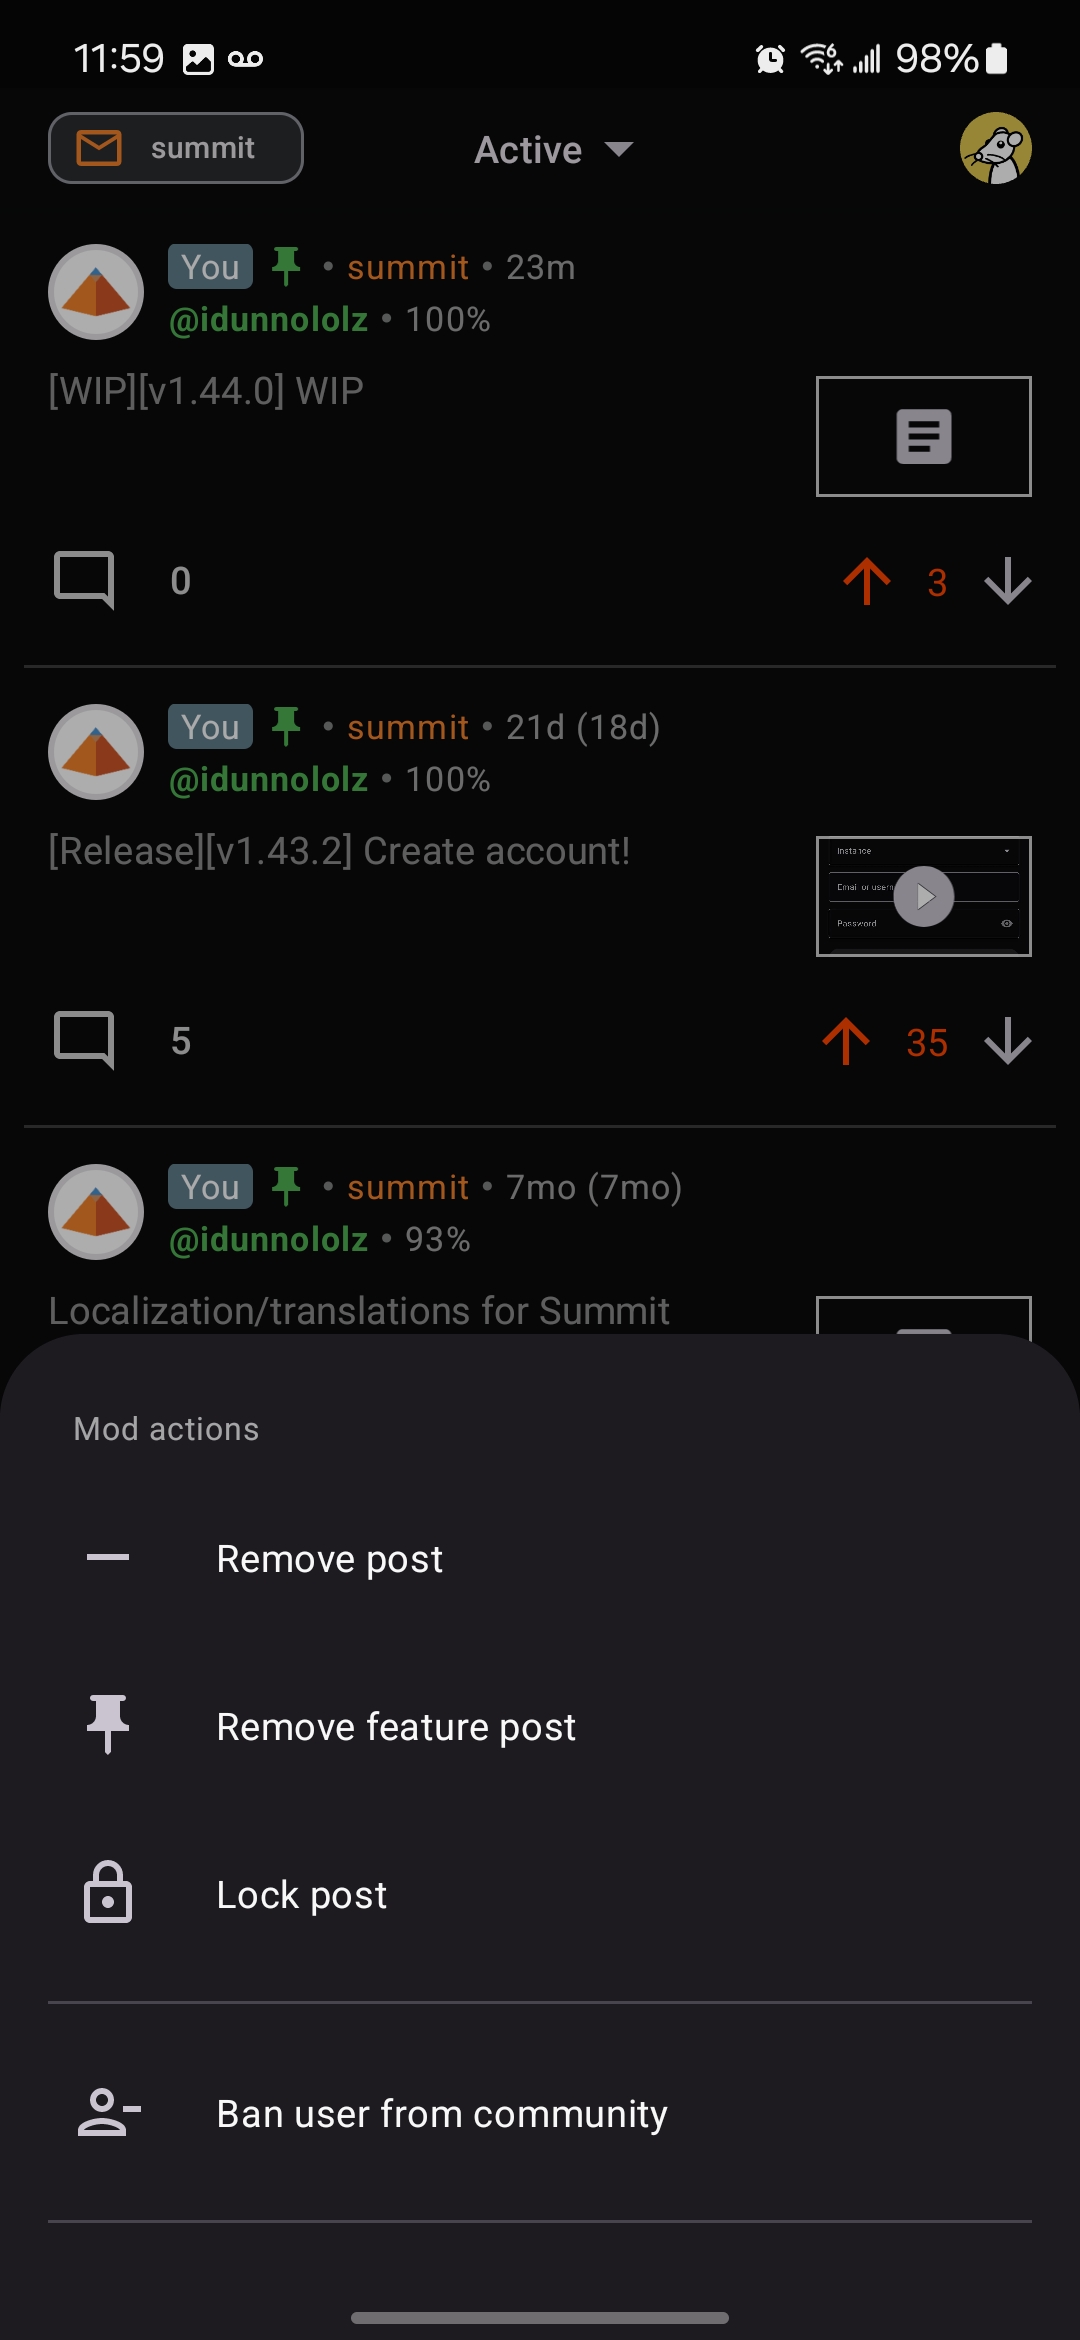 11:59 98%
summit Active
You • summit • 23m
@idunnololz • 100%
[WIP][v1.44.0] WIP
0 3
You • summit • 21d (18d)
@idunnololz • 100%
[Release][v1.43.2] Create account!
Instance
Email or usern
Password
5 35
You • summit • 7mo (7mo)
@idunnololz • 93%
Localization/translations for Summit
Mod actions
Remove post
Remove feature post
Lock post
Ban user from community